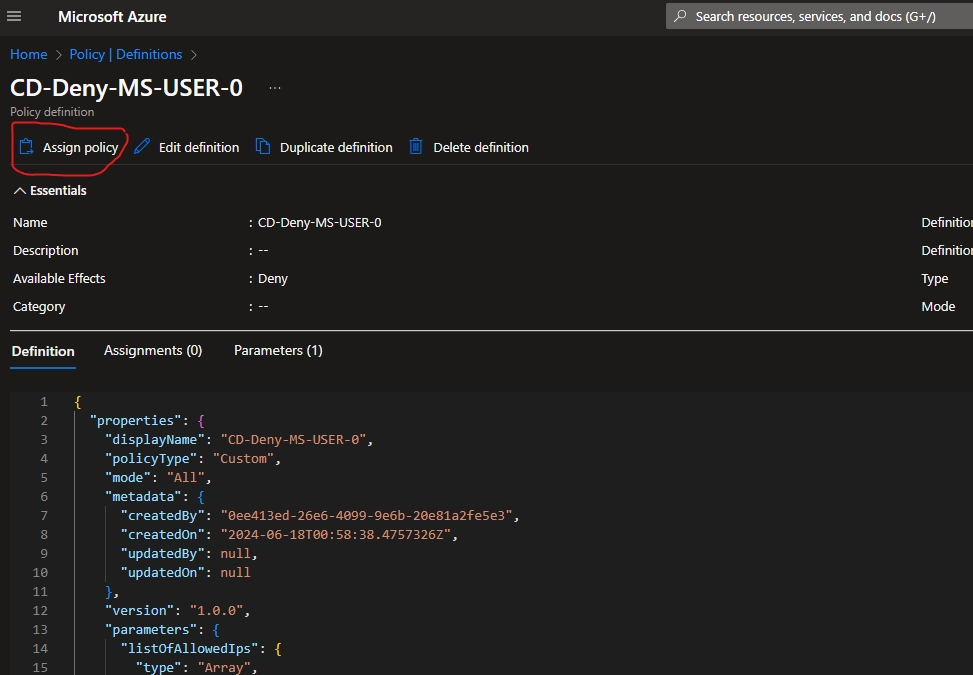 Microsoft Azure
Search resources, services, and docs (G+/)
Home > Policy | Definitions >
CD-Deny-MS-USER-0 ...
Policy definition
Assign policy Edit definition Duplicate definition Delete definition
Essentials
Name : CD-Deny-MS-USER-0 Definition
Description : -- Definition
Available Effects : Deny Type
Category : -- Mode
Definition Assignments (0) Parameters (1)
1 {
2 "properties": {
3 "displayName": "CD-Deny-MS-USER-0",
4 "policyType": "Custom",
5 "mode": "All",
6 "metadata": {
7 "createdBy": "0ee413ed-26e6-4099-9e6b-20e81a2fe5e3",
8 "createdOn": "2024-06-18T00:58:38.4757326Z",
9 "updatedBy": null,
10 "updatedOn": null
11 },
12 "version": "1.0.0",
13 "parameters": {
14 "listOfAllowedIps": {
15 "type": "Array",